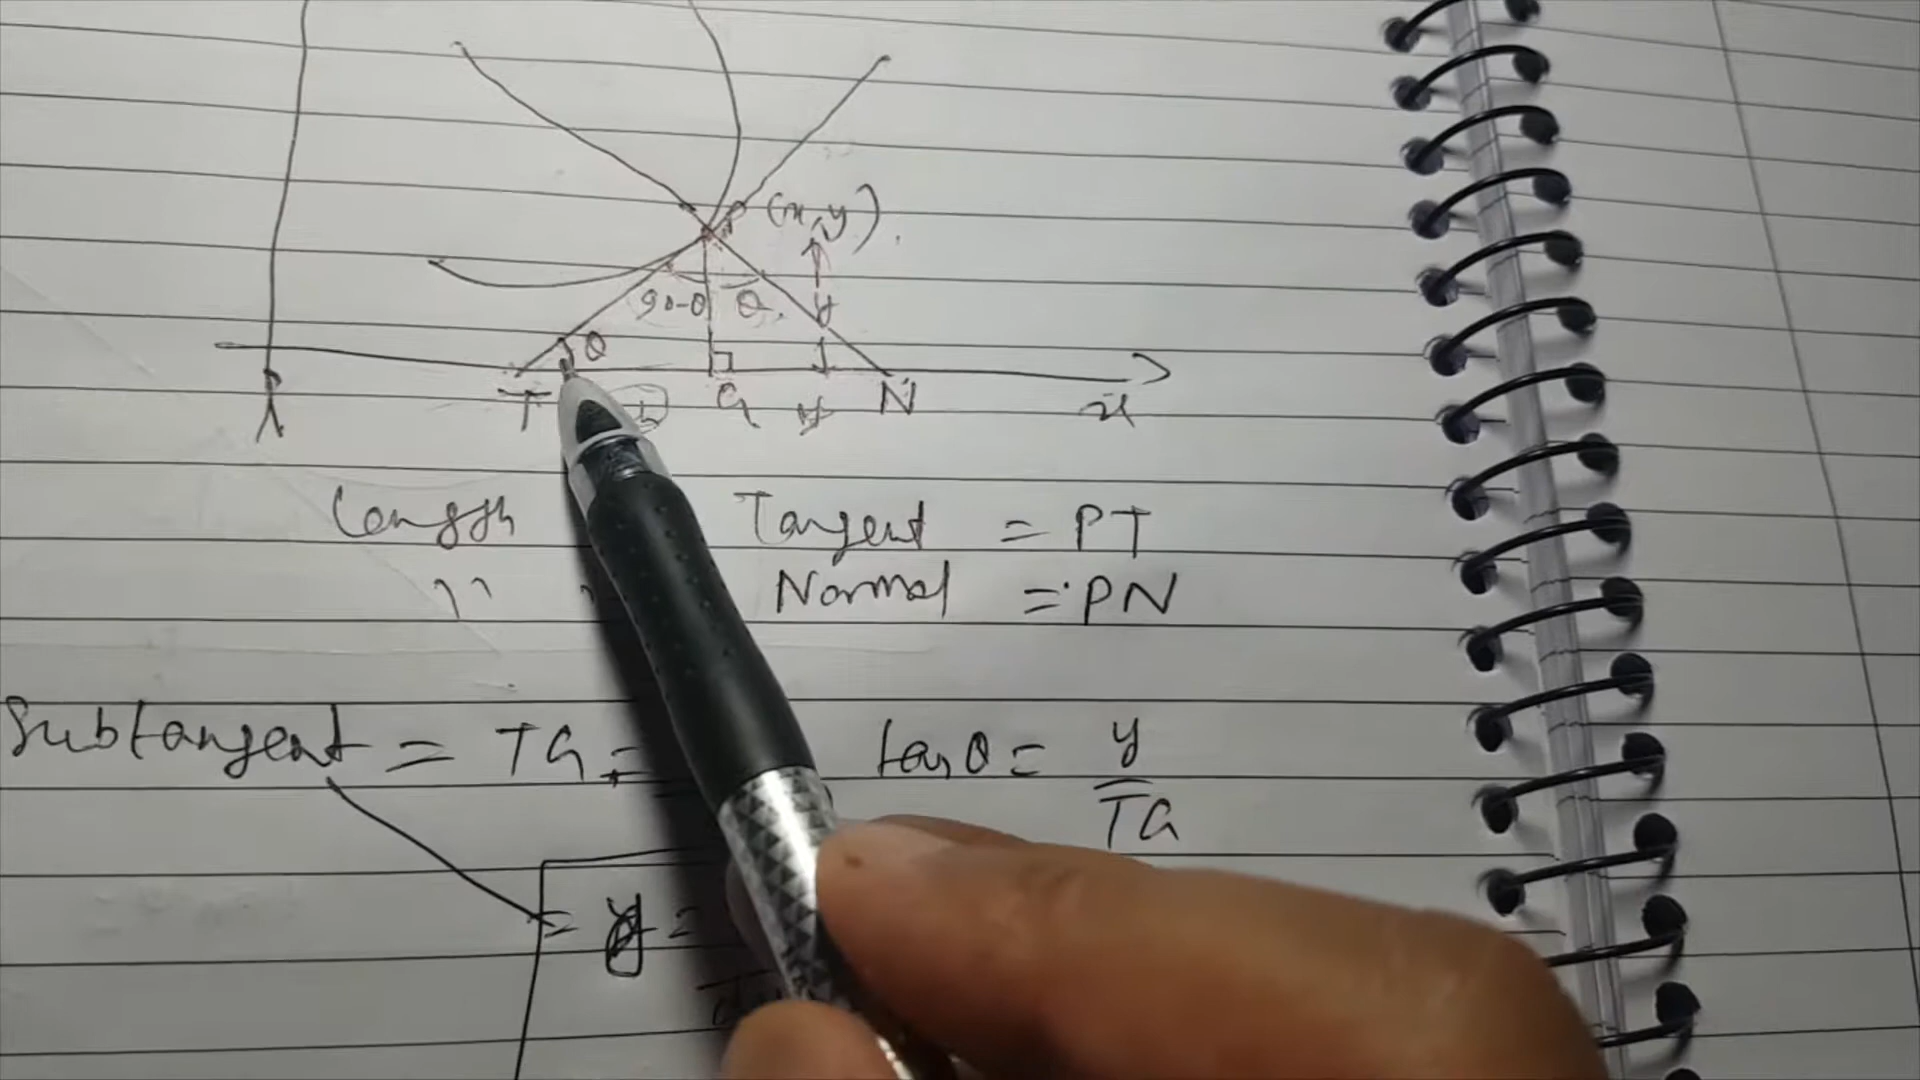 P (x,y)
90-θ θ
y
θ
T G N x
Length Tangent = PT
" " Normal = PN
Subtangent = TG = tanθ = y/TG
= y =